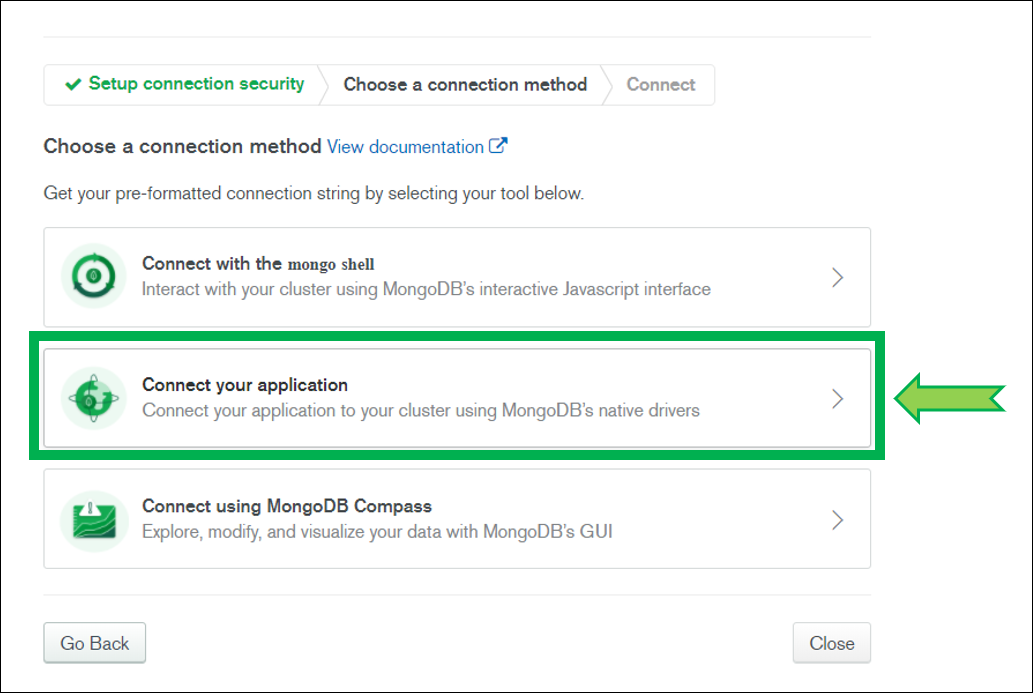 Setup connection security
Choose a connection method
Connect
Choose a connection method View documentation
Get your pre-formatted connection string by selecting your tool below.
Connect with the mongo shell
Interact with your cluster using MongoDB's interactive Javascript interface
Connect your application
Connect your application to your cluster using MongoDB's native drivers
Connect using MongoDB Compass
Explore, modify, and visualize your data with MongoDB's GUI
Go Back
Close